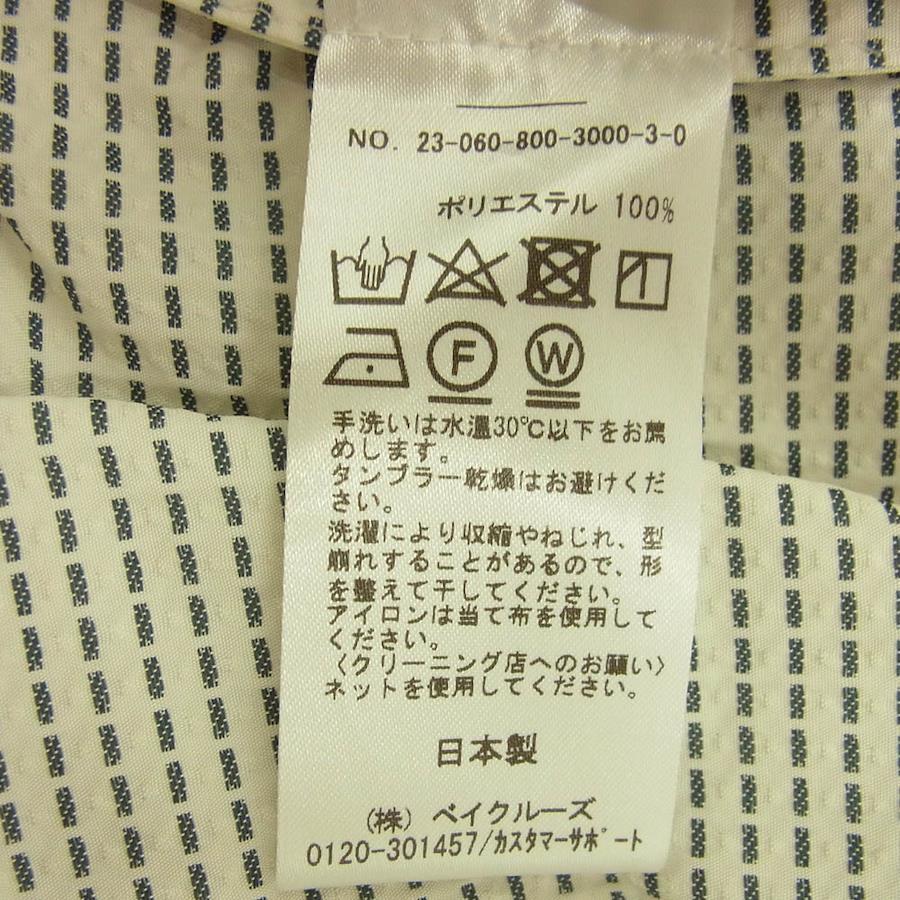 NO. 23-060-800-3000-3-0
ポリエステル 100%
F W
手洗いは水温30℃以下をお薦
めします。
タンブラー乾燥はお避けくだ
さい。
洗濯により収縮やねじれ、型
崩れすることがあるので、形
を整えて干してください。
アイロンは当て布を使用して
ください。
〈クリーニング店へのお願い〉
ネットを使用してください。
日本製
(株) ベイクルーズ
0120-301457/カスタマーサポート